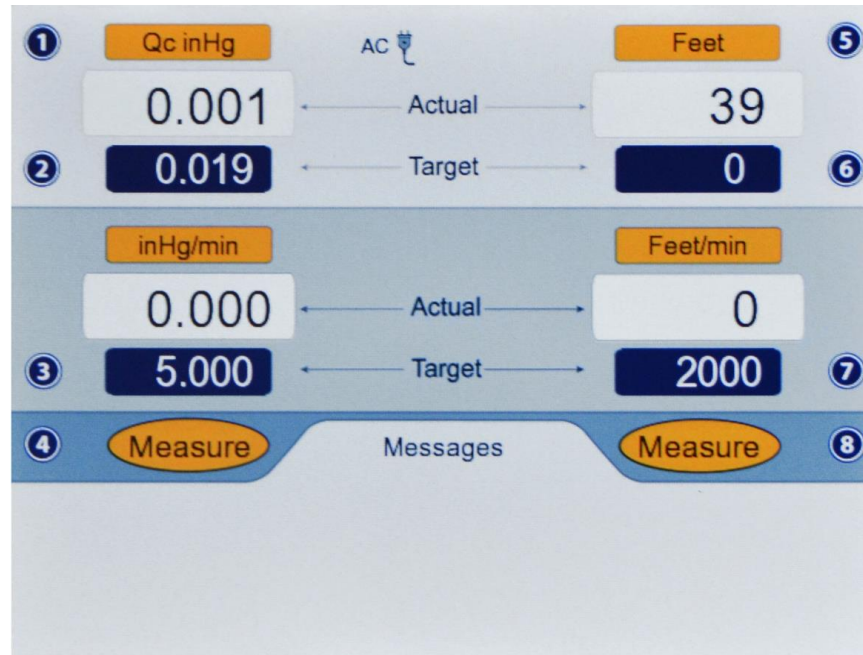 1 Qc inHg AC Feet 5
0.001 Actual 39
2 0.019 Target 0 6
inHg/min Feet/min
0.000 Actual 0
3 5.000 Target 2000 7
4 Measure Messages Measure 8